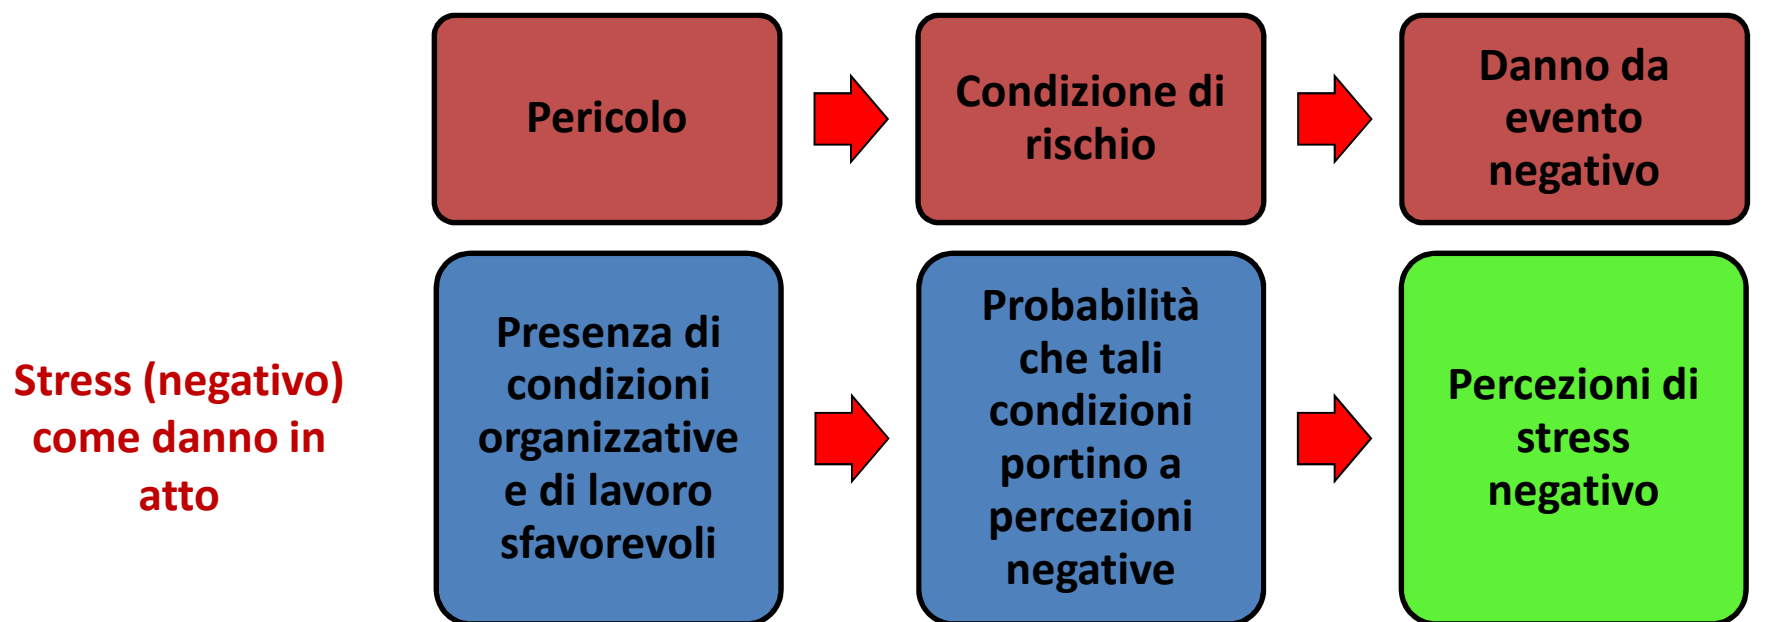 Pericolo
Condizione di
rischio
Danno da
evento
negativo
Stress (negativo)
come danno in
atto
Presenza di
condizioni
organizzative
e di lavoro
sfavorevoli
Probabilità
che tali
condizioni
portino a
percezioni
negative
Percezioni di
stress
negativo